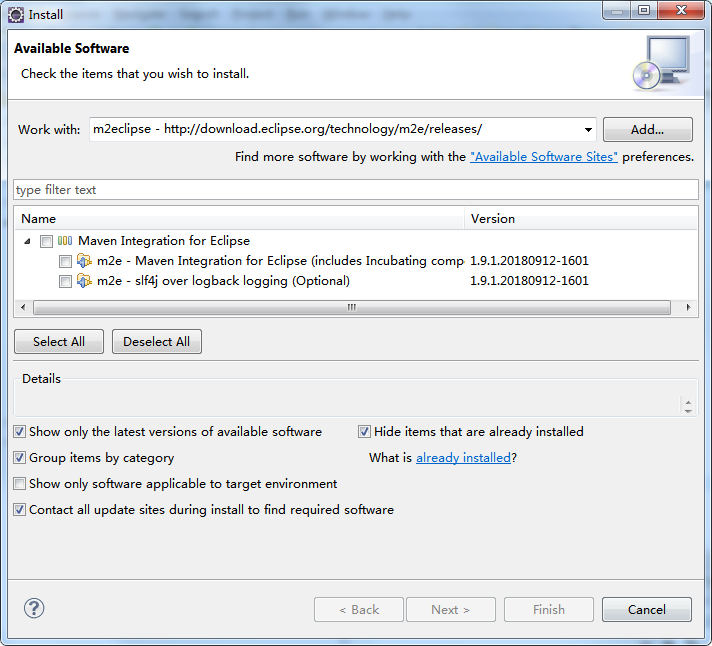 Install
Available Software
Check the items that you wish to install.
Work with: m2eclipse - http://download.eclipse.org/technology/m2e/releases/ Add...
Find more software by working with the "Available Software Sites" preferences.
type filter text
Name Version
Maven Integration for Eclipse
m2e - Maven Integration for Eclipse (includes Incubating comp 1.9.1.20180912-1601
m2e - slf4j over logback logging (Optional) 1.9.1.20180912-1601
Select All Deselect All
Details
Show only the latest versions of available software Hide items that are already installed
Group items by category What is already installed?
Show only software applicable to target environment
Contact all update sites during install to find required software
? < Back Next > Finish Cancel